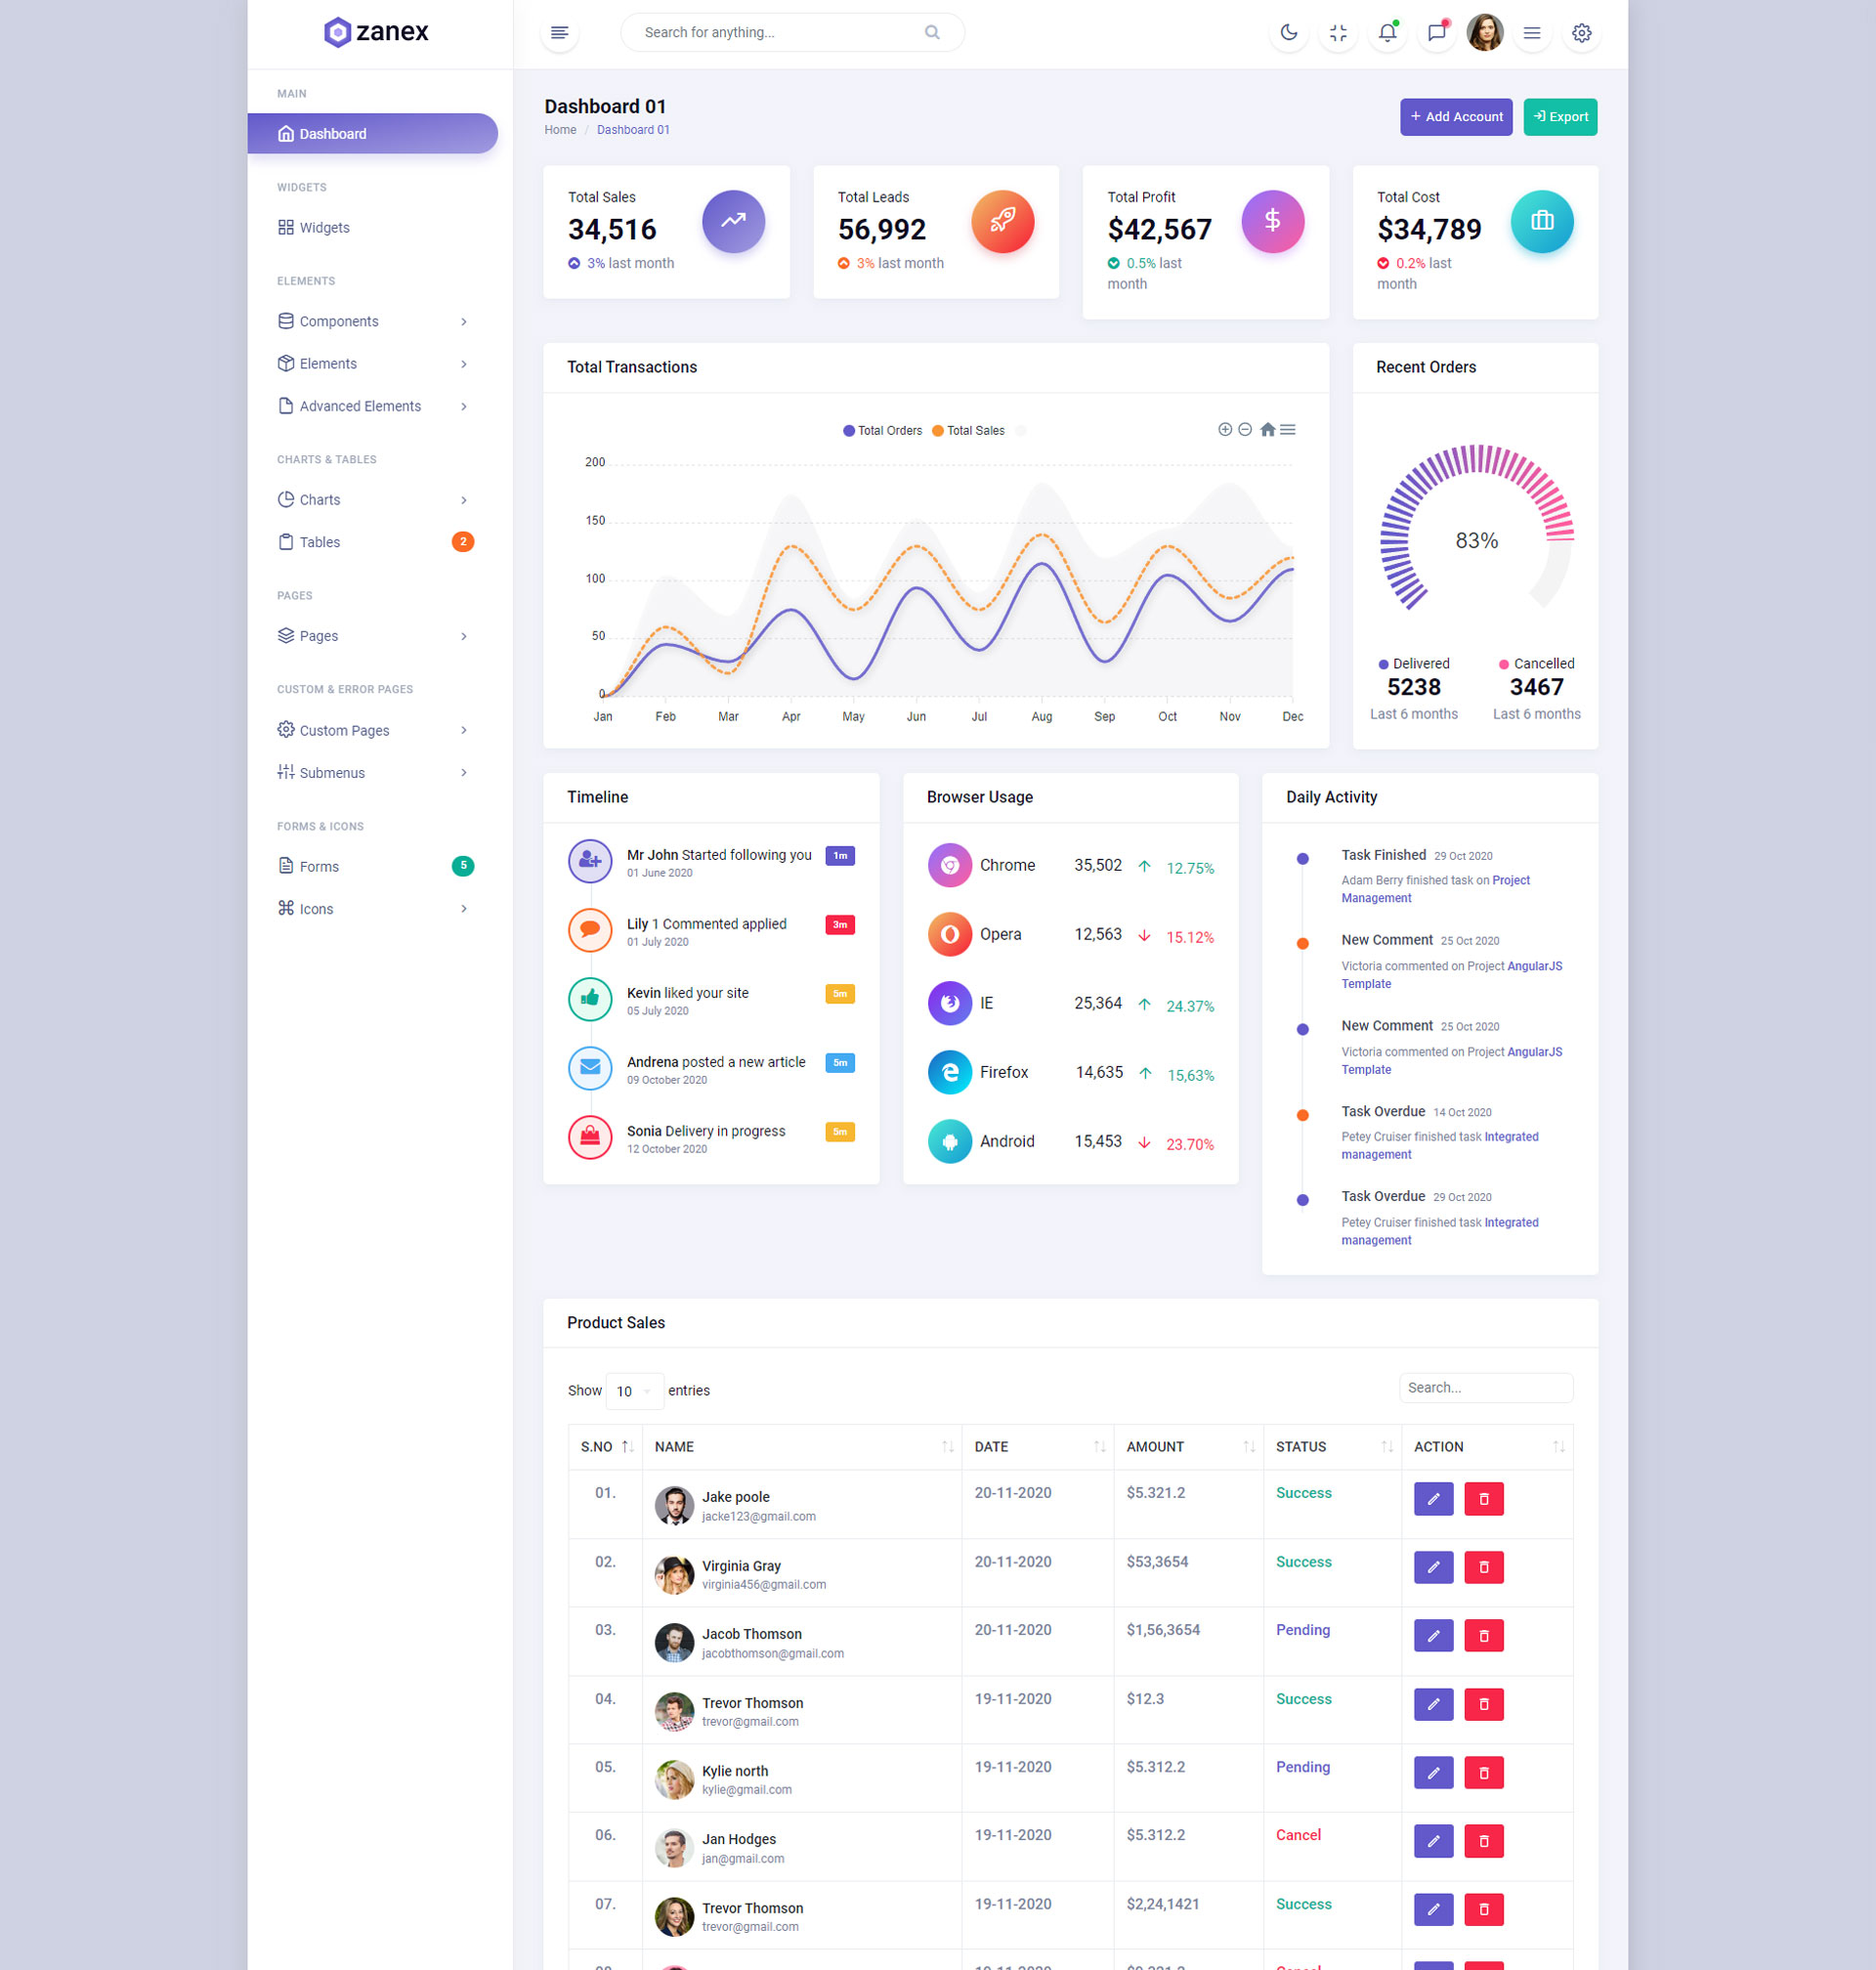 zanex
Search for anything...
MAIN
Dashboard
WIDGETS
Widgets
ELEMENTS
Components
Elements
Advanced Elements
CHARTS & TABLES
Charts
Tables 2
PAGES
Pages
CUSTOM & ERROR PAGES
Custom Pages
Submenus
FORMS & ICONS
Forms 5
Icons
Dashboard 01
Home / Dashboard 01
+ Add Account
Export
Total Sales
34,516
3% last month
Total Leads
56,992
3% last month
Total Profit
$42,567
0.5% last
month
Total Cost
$34,789
0.2% last
month
Total Transactions
Total Orders Total Sales
200
150
100
50
0
Jan Feb Mar Apr May Jun Jul Aug Sep Oct Nov Dec
Recent Orders
83%
Delivered
5238
Last 6 months
Cancelled
3467
Last 6 months
Timeline
Mr John Started following you 1m
01 June 2020
Lily 1 Commented applied 3m
01 July 2020
Kevin liked your site 5m
05 July 2020
Andrena posted a new article 5m
09 October 2020
Sonia Delivery in progress 5m
12 October 2020
Browser Usage
Chrome 35,502 12.75%
Opera 12,563 15.12%
IE 25,364 24.37%
Firefox 14,635 15,63%
Android 15,453 23.70%
Daily Activity
Task Finished 29 Oct 2020
Adam Berry finished task on Project
Management
New Comment 25 Oct 2020
Victoria commented on Project AngularJS
Template
New Comment 25 Oct 2020
Victoria commented on Project AngularJS
Template
Task Overdue 14 Oct 2020
Petey Cruiser finished task Integrated
management
Task Overdue 29 Oct 2020
Petey Cruiser finished task Integrated
management
Product Sales
Show 10 entries
Search...
S.NO NAME DATE AMOUNT STATUS ACTION
01. Jake poole 20-11-2020 $5.321.2 Success
jacke123@gmail.com
02. Virginia Gray 20-11-2020 $53,3654 Success
virginia456@gmail.com
03. Jacob Thomson 20-11-2020 $1,56,3654 Pending
jacobthomson@gmail.com
04. Trevor Thomson 19-11-2020 $12.3 Success
trevor@gmail.com
05. Kylie north 19-11-2020 $5.312.2 Pending
kylie@gmail.com
06. Jan Hodges 19-11-2020 $5.312.2 Cancel
jan@gmail.com
07. Trevor Thomson 19-11-2020 $2,24,1421 Success
trevor@gmail.com